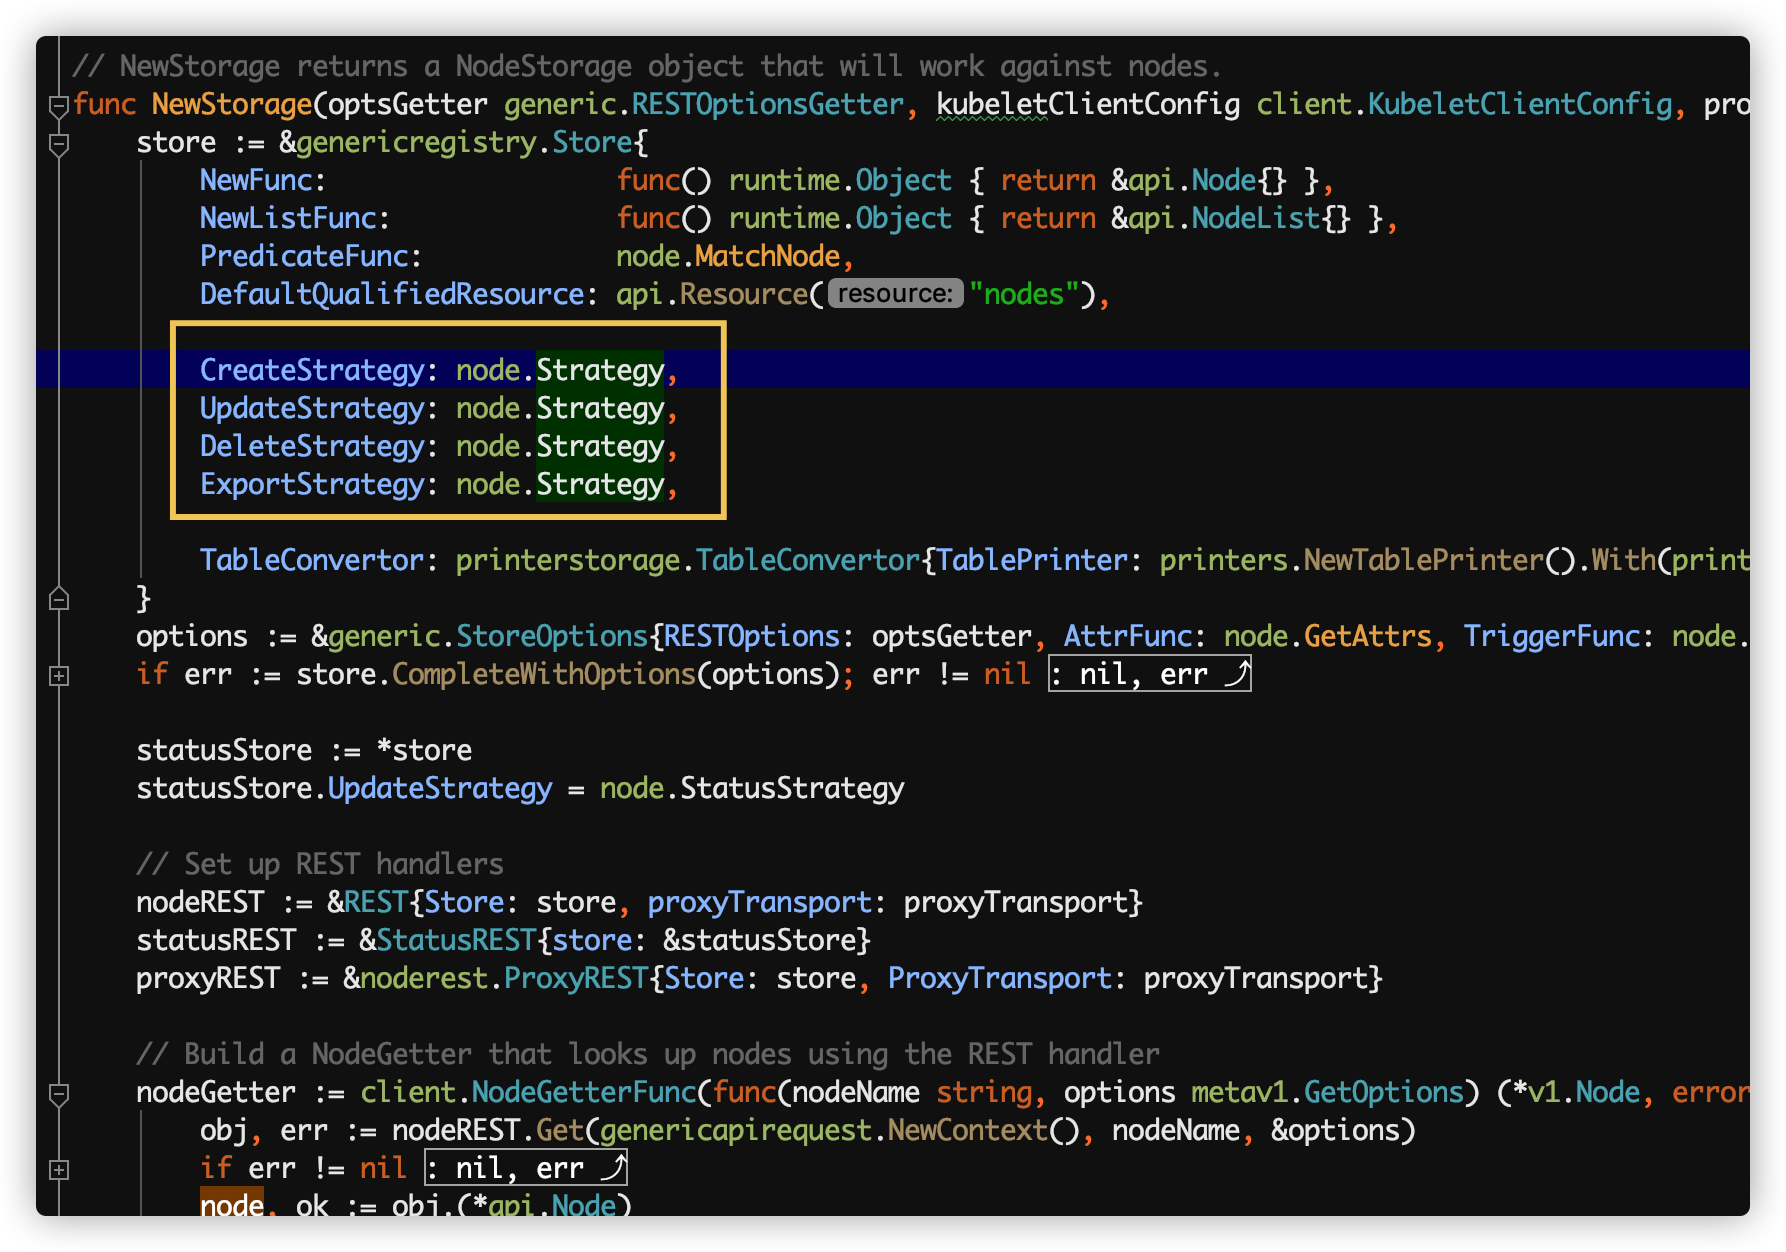 // NewStorage returns a NodeStorage object that will work against nodes.
func NewStorage(optsGetter generic.RESTOptionsGetter, kubeletClientConfig client.KubeletClientConfig, pro
store := &genericregistry.Store{
NewFunc: func() runtime.Object { return &api.Node{} },
NewListFunc: func() runtime.Object { return &api.NodeList{} },
PredicateFunc: node.MatchNode,
DefaultQualifiedResource: api.Resource( resource: "nodes"),
CreateStrategy: node.Strategy,
UpdateStrategy: node.Strategy,
DeleteStrategy: node.Strategy,
ExportStrategy: node.Strategy,
TableConvertor: printerstorage.TableConvertor{TablePrinter: printers.NewTablePrinter().With(print
}
options := &generic.StoreOptions{RESTOptions: optsGetter, AttrFunc: node.GetAttrs, TriggerFunc: node.
if err := store.CompleteWithOptions(options); err != nil : nil, err ⤴
statusStore := *store
statusStore.UpdateStrategy = node.StatusStrategy
// Set up REST handlers
nodeREST := &REST{Store: store, proxyTransport: proxyTransport}
statusREST := &StatusREST{store: &statusStore}
proxyREST := &noderest.ProxyREST{Store: store, ProxyTransport: proxyTransport}
// Build a NodeGetter that looks up nodes using the REST handler
nodeGetter := client.NodeGetterFunc(func(nodeName string, options metav1.GetOptions) (*v1.Node, error
obj, err := nodeREST.Get(genericapirequest.NewContext(), nodeName, &options)
if err != nil : nil, err ⤴
node, ok := obj.(*api.Node)